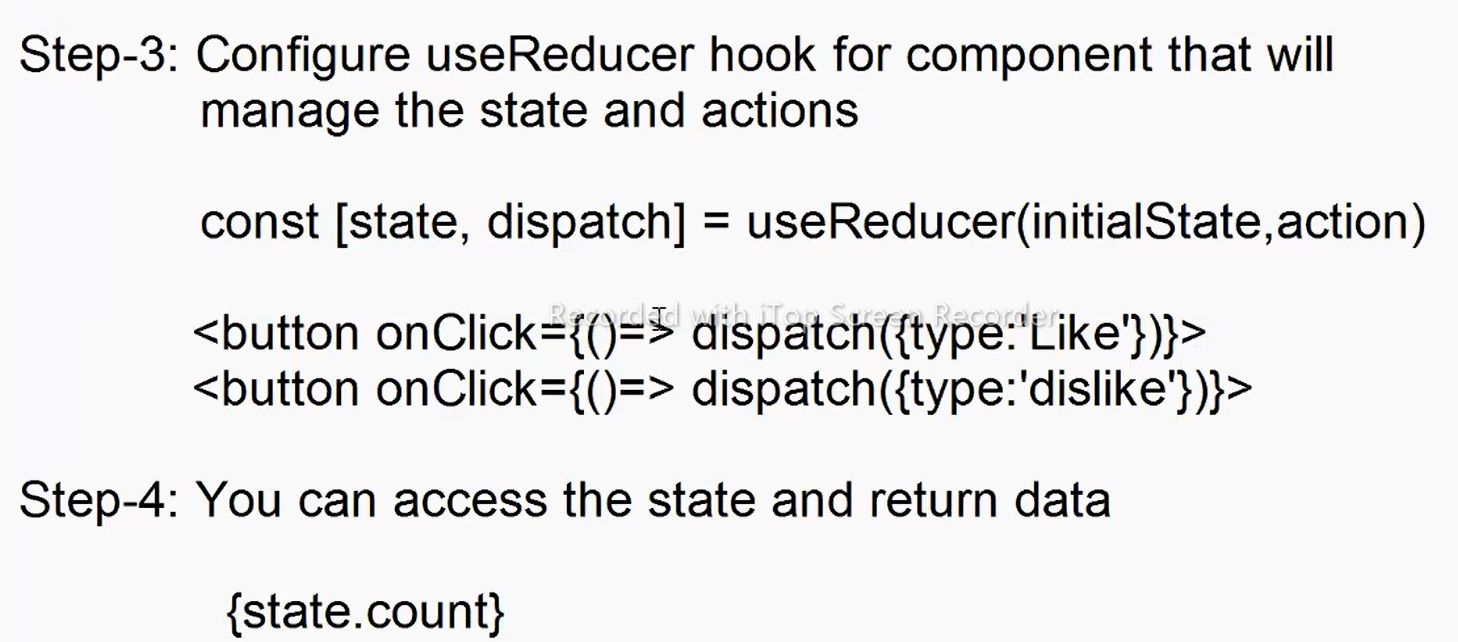 Step-3: Configure useReducer hook for component that will
manage the state and actions
const [state, dispatch] = useReducer(initialState,action)
Recorded with iTop Screen Recorder
<button onClick={()=> dispatch({type:'Like'})}>
<button onClick={()=> dispatch({type:'dislike'})}>
Step-4: You can access the state and return data
{state.count}